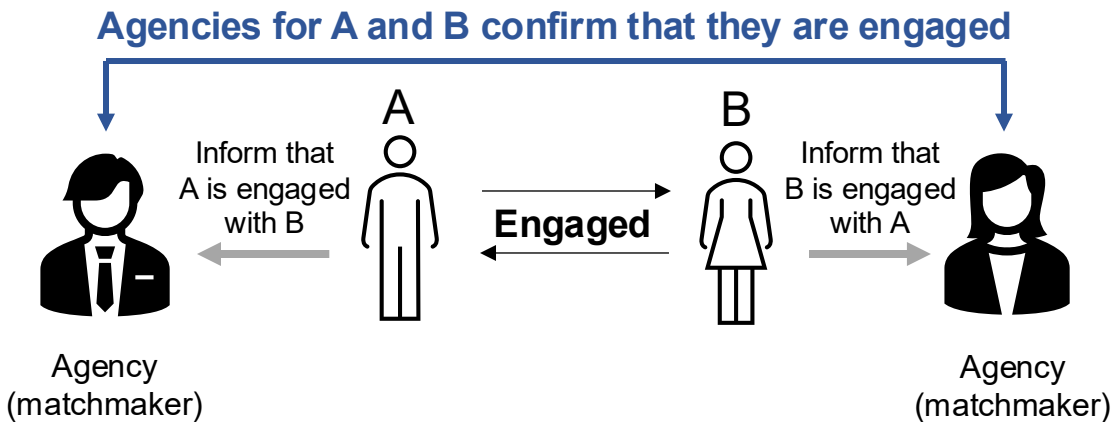 Agencies for A and B confirm that they are engaged
A
B
Inform that
A is engaged
with B
Engaged
Inform that
B is engaged
with A
Agency
(matchmaker)
Agency
(matchmaker)